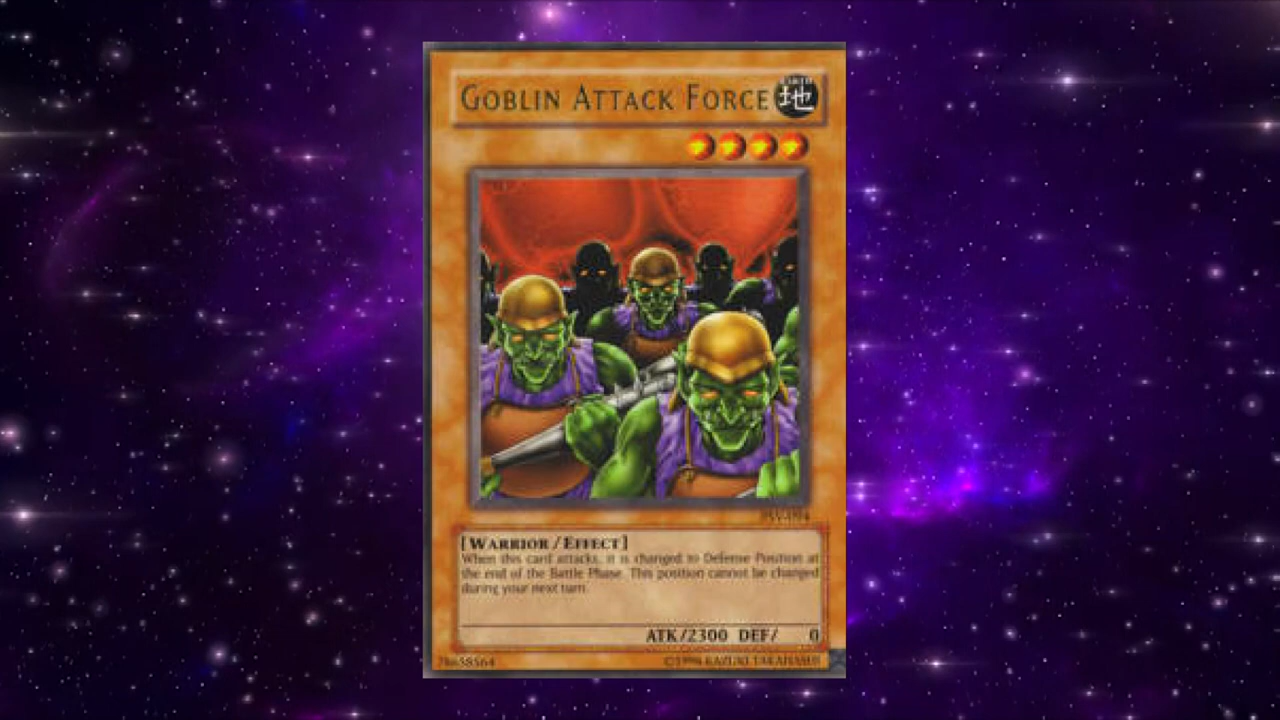 GOBLIN ATTACK FORCE
EARTH
地
[WARRIOR/EFFECT]
When this card attacks, it is changed to Defense Position at
the end of the Battle Phase. This position cannot be changed
during your next turn.
ATK/2300 DEF/ 0
78658564
©1996 KAZUKI TAKAHASHI